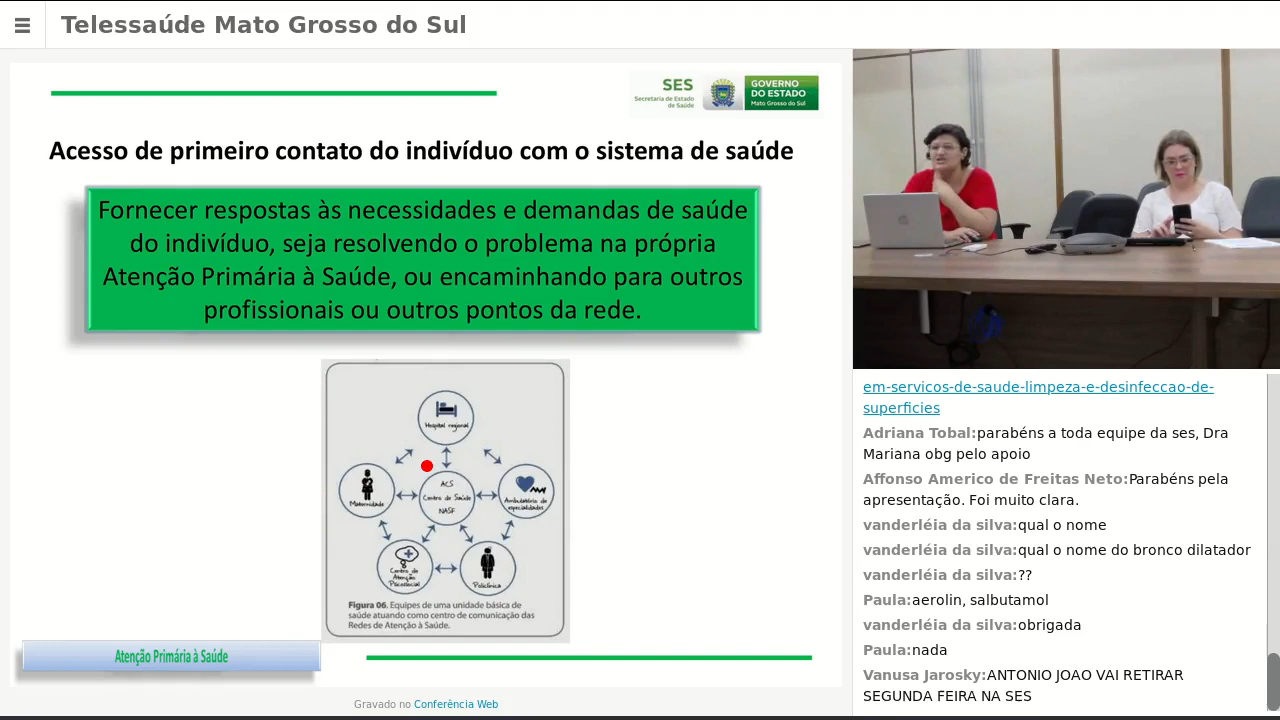 Telessaúde Mato Grosso do Sul
SES
Secretaria de Estado
de Saúde
GOVERNO
DO ESTADO
Mato Grosso do Sul
Acesso de primeiro contato do indivíduo com o sistema de saúde
Fornecer respostas às necessidades e demandas de saúde
do indivíduo, seja resolvendo o problema na própria
Atenção Primária à Saúde, ou encaminhando para outros
profissionais ou outros pontos da rede.
Hospital regional
Maternidade
ACS
Centro de Saúde
NASF
Ambulatório de
especialidades
Centro de
Atenção
Psicossocial
Policlínica
Figura 06. Equipes de uma unidade básica de
saúde atuando como centro de comunicação das
Redes de Atenção à Saúde.
Atenção Primária à Saúde
Gravado no Conferência Web
em-servicos-de-saude-limpeza-e-desinfeccao-de-
superficies
Adriana Tobal:parabéns a toda equipe da ses, Dra
Mariana obg pelo apoio
Affonso Americo de Freitas Neto:Parabéns pela
apresentação. Foi muito clara.
vanderléia da silva:qual o nome
vanderléia da silva:qual o nome do bronco dilatador
vanderléia da silva:??
Paula:aerolin, salbutamol
vanderléia da silva:obrigada
Paula:nada
Vanusa Jarosky:ANTONIO JOAO VAI RETIRAR
SEGUNDA FEIRA NA SES